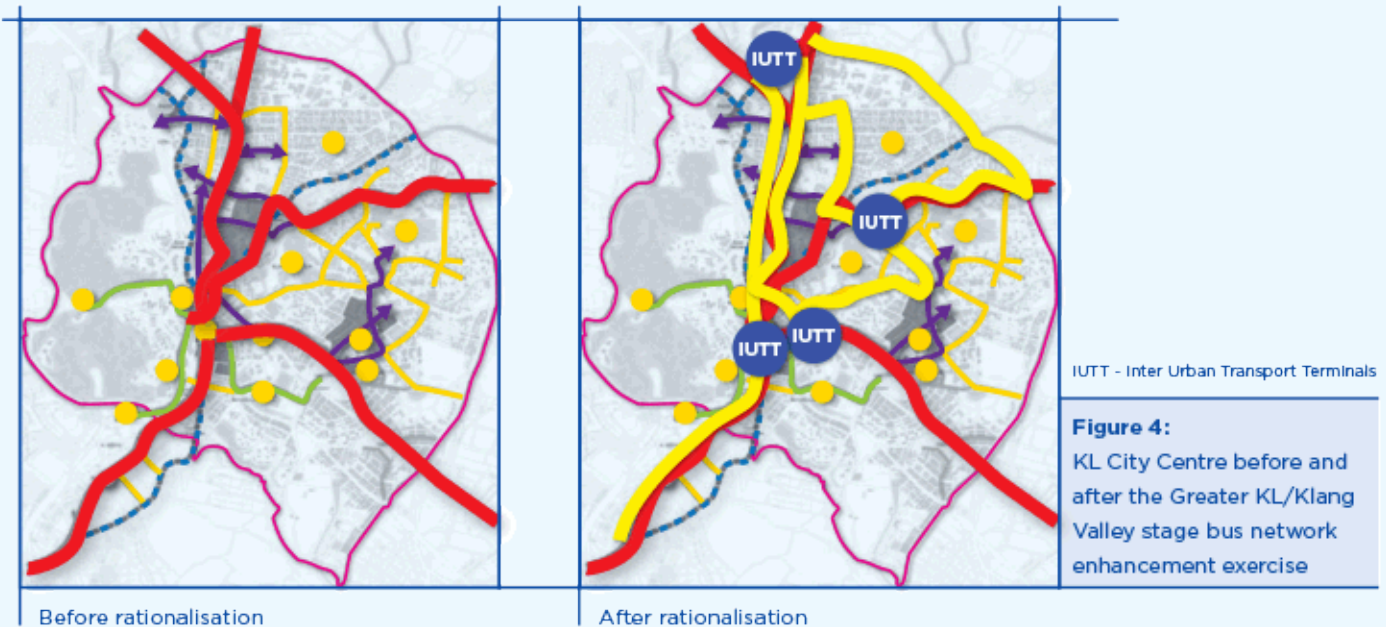 IUTT
IUTT
IUTT
IUTT
IUTT - Inter Urban Transport Terminals
Figure 4:
KL City Centre before and
after the Greater KL/Klang
Valley stage bus network
enhancement exercise
Before rationalisation
After rationalisation